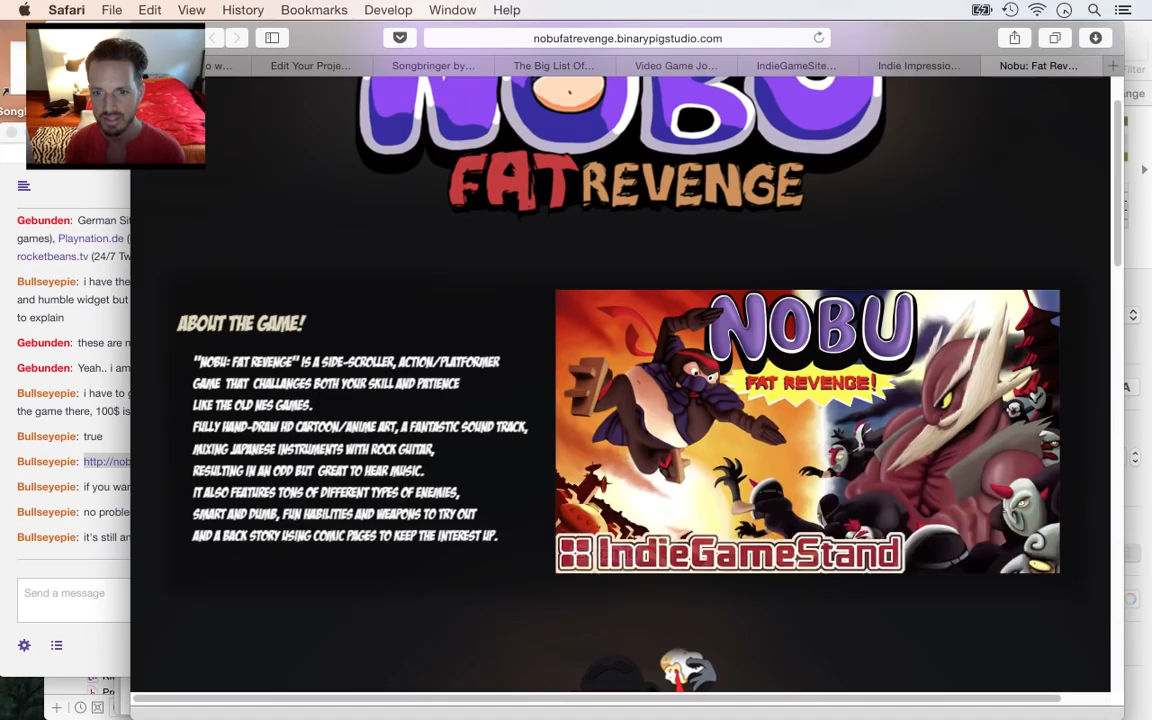 Safari File Edit View History Bookmarks Develop Window Help
nobufatrevenge.binarypigstudio.com
o w...
Edit Your Proje...
Songbringer by...
The Big List Of...
Video Game Jo...
IndieGameSite...
Indie Impressio...
Nobu: Fat Rev...
Filter
ange
Gebunden: German Sit
games), Playnation.de (
rocketbeans.tv (24/7 Tw
Bullseyepie: i have the
and humble widget but
to explain
Gebunden: these are n
Gebunden: Yeah.. i am
Bullseyepie: i have to g
the game there, 100$ is
Bullseyepie: true
Bullseyepie: http://nob
Bullseyepie: if you wan
Bullseyepie: no proble
Bullseyepie: it's still an
Send a message
NOBU
FAT REVENGE
ABOUT THE GAME!
"NOBU: FAT REVENGE" IS A SIDE-SCROLLER, ACTION/PLATFORMER
GAME THAT CHALLANGES BOTH YOUR SKILL AND PATIENCE
LIKE THE OLD NES GAMES.
FULLY HAND-DRAW HD CARTOON/ANIME ART, A FANTASTIC SOUND TRACK,
MIXING JAPANESE INSTRUMENTS WITH ROCK GUITAR,
RESULTING IN AN ODD BUT GREAT TO HEAR MUSIC.
IT ALSO FEATURES TONS OF DIFFERENT TYPES OF ENEMIES,
SMART AND DUMB, FUN HABILITIES AND WEAPONS TO TRY OUT
AND A BACK STORY USING COMIC PAGES TO KEEP THE INTEREST UP.
NOBU
FAT REVENGE!
IndieGameStand